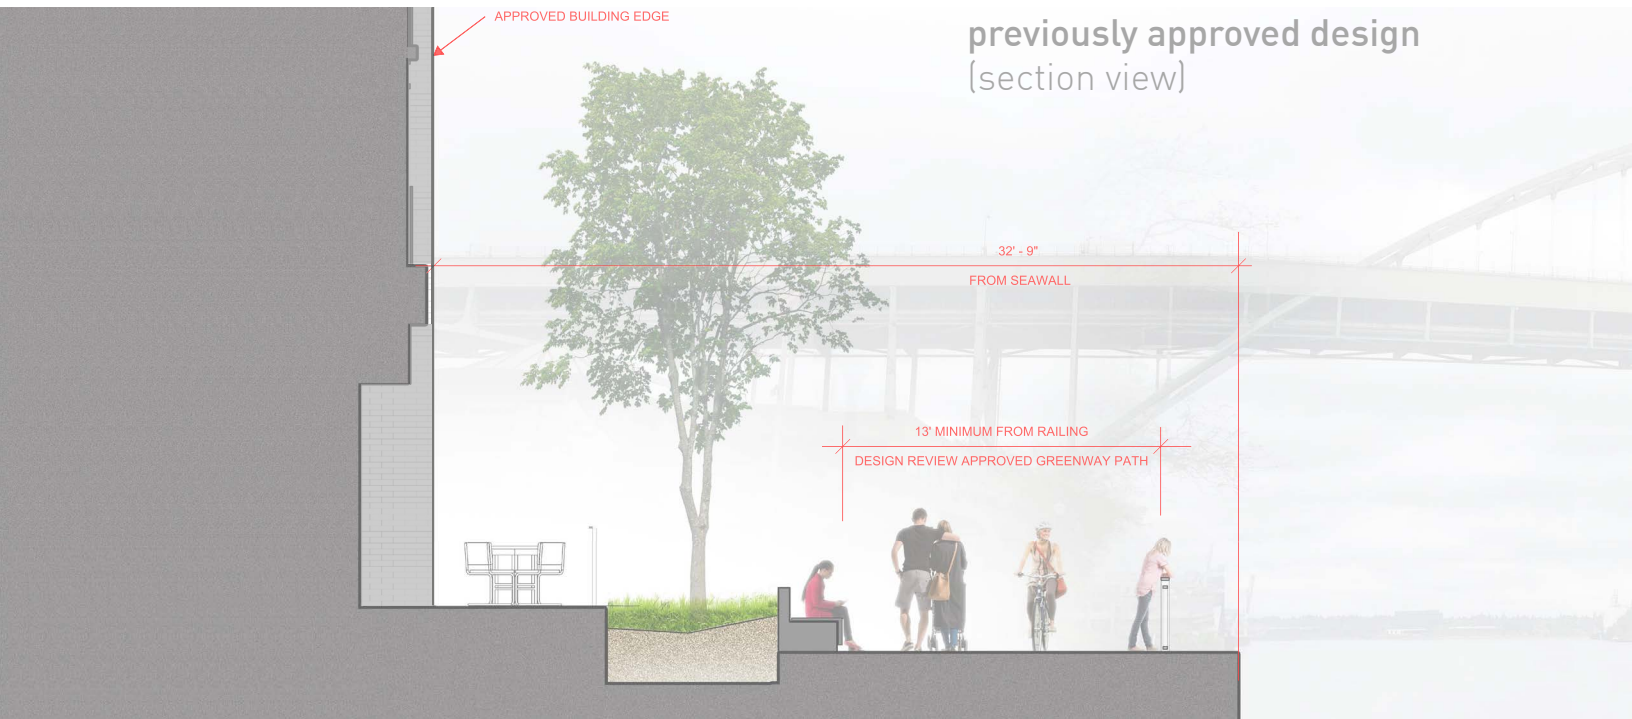 APPROVED BUILDING EDGE
previously approved design
(section view)
32' - 9"
FROM SEAWALL
13' MINIMUM FROM RAILING
DESIGN REVIEW APPROVED GREENWAY PATH